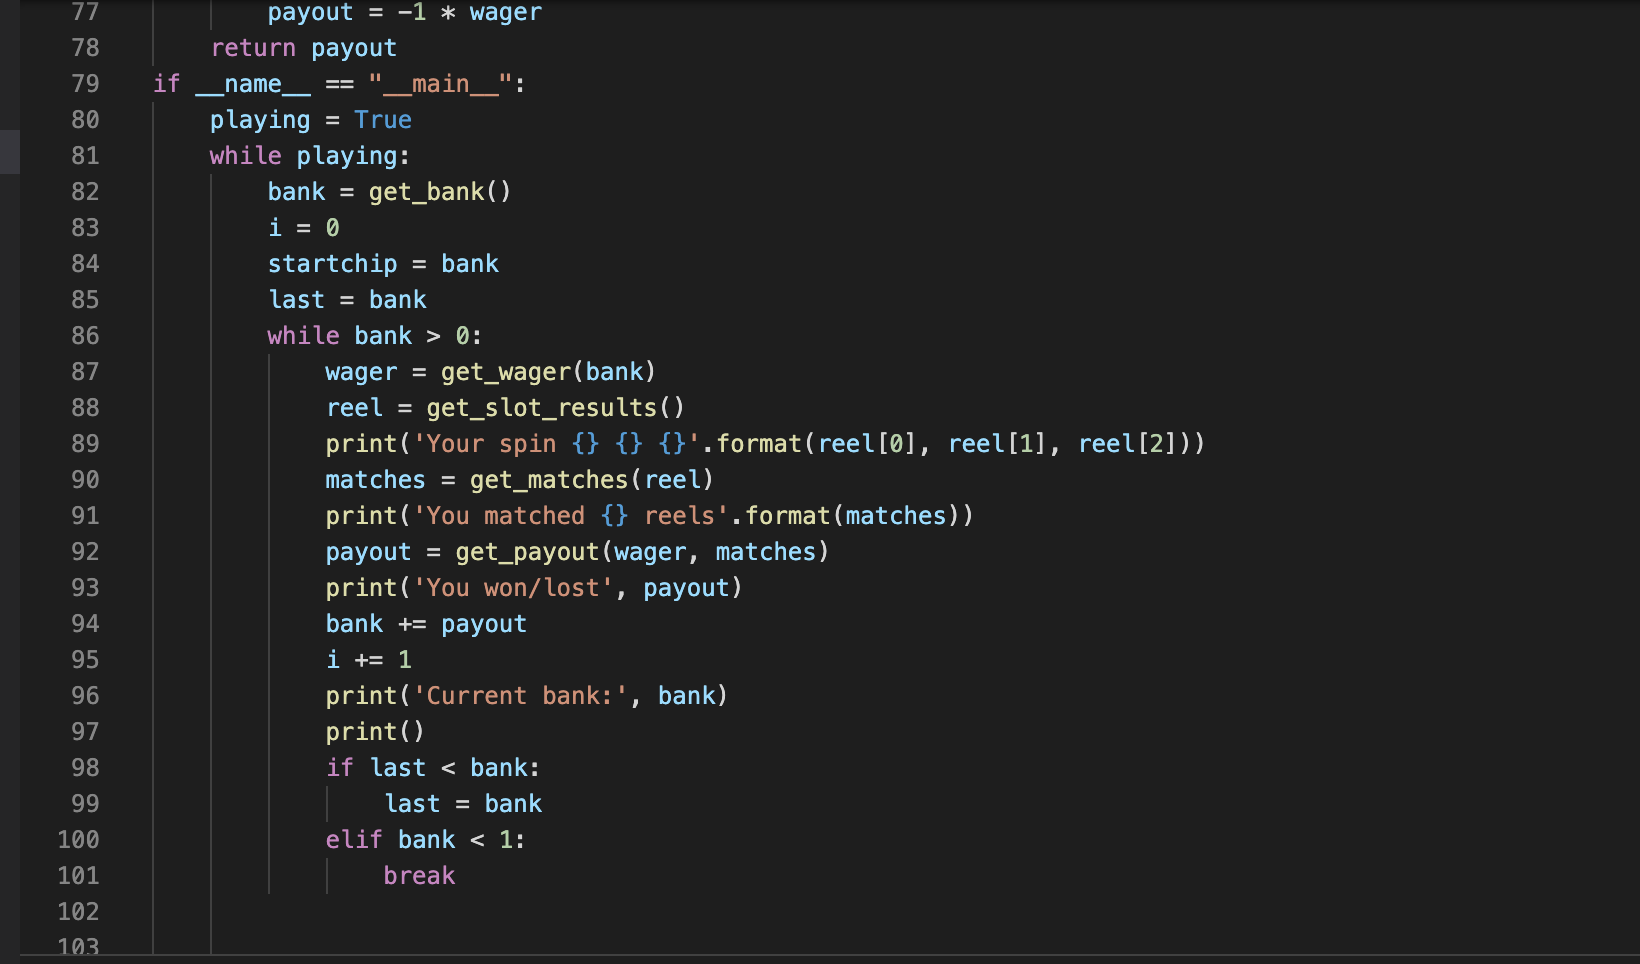 77 payout = -1 * wager
78 return payout
79 if __name__ == "__main__":
80 playing = True
81 while playing:
82 bank = get_bank()
83 i = 0
84 startchip = bank
85 last = bank
86 while bank > 0:
87 wager = get_wager(bank)
88 reel = get_slot_results()
89 print('Your spin {} {} {}'.format(reel[0], reel[1], reel[2]))
90 matches = get_matches(reel)
91 print('You matched {} reels'.format(matches))
92 payout = get_payout(wager, matches)
93 print('You won/lost', payout)
94 bank += payout
95 i += 1
96 print('Current bank:', bank)
97 print()
98 if last < bank:
99 last = bank
100 elif bank < 1:
101 break
102
103